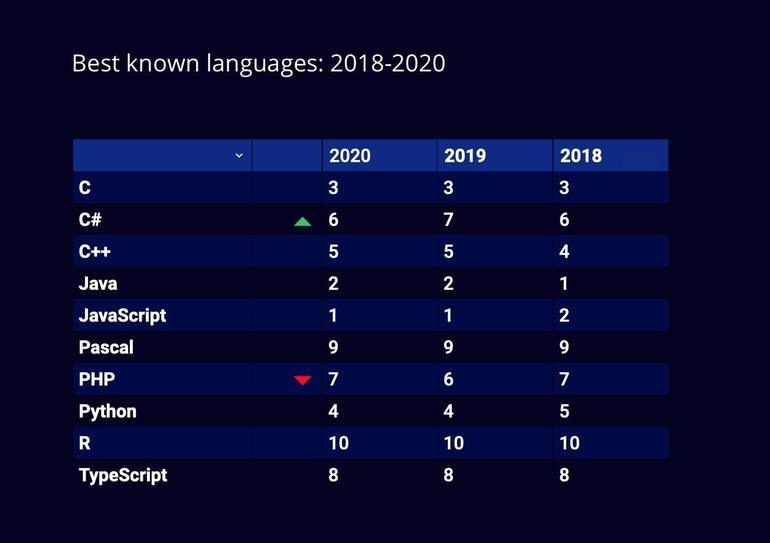 Best known languages: 2018-2020
2020 2019 2018
C 3 3 3
C# 6 7 6
C++ 5 5 4
Java 2 2 1
JavaScript 1 1 2
Pascal 9 9 9
PHP 7 6 7
Python 4 4 5
R 10 10 10
TypeScript 8 8 8